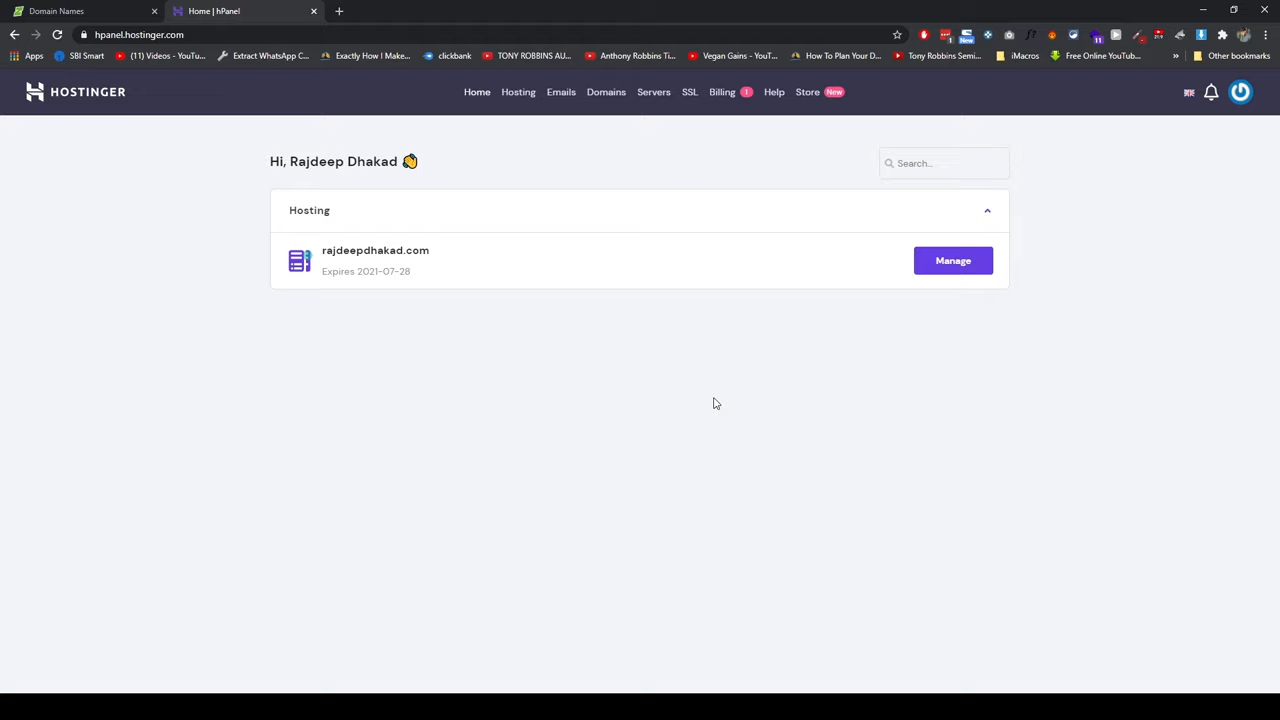 Domain Names
Home | hPanel
hpanel.hostinger.com
Apps
SBI Smart
(11) Videos - YouTu...
Extract WhatsApp C...
Exactly How I Make...
clickbank
TONY ROBBINS AU...
Anthony Robbins Ti...
Vegan Gains - YouT...
How To Plan Your D...
Tony Robbins Semi...
iMacros
Free Online YouTub...
Other bookmarks
HOSTINGER
Home
Hosting
Emails
Domains
Servers
SSL
Billing 1
Help
Store New
Hi, Rajdeep Dhakad
Search...
Hosting
rajdeepdhakad.com
Expires 2021-07-28
Manage